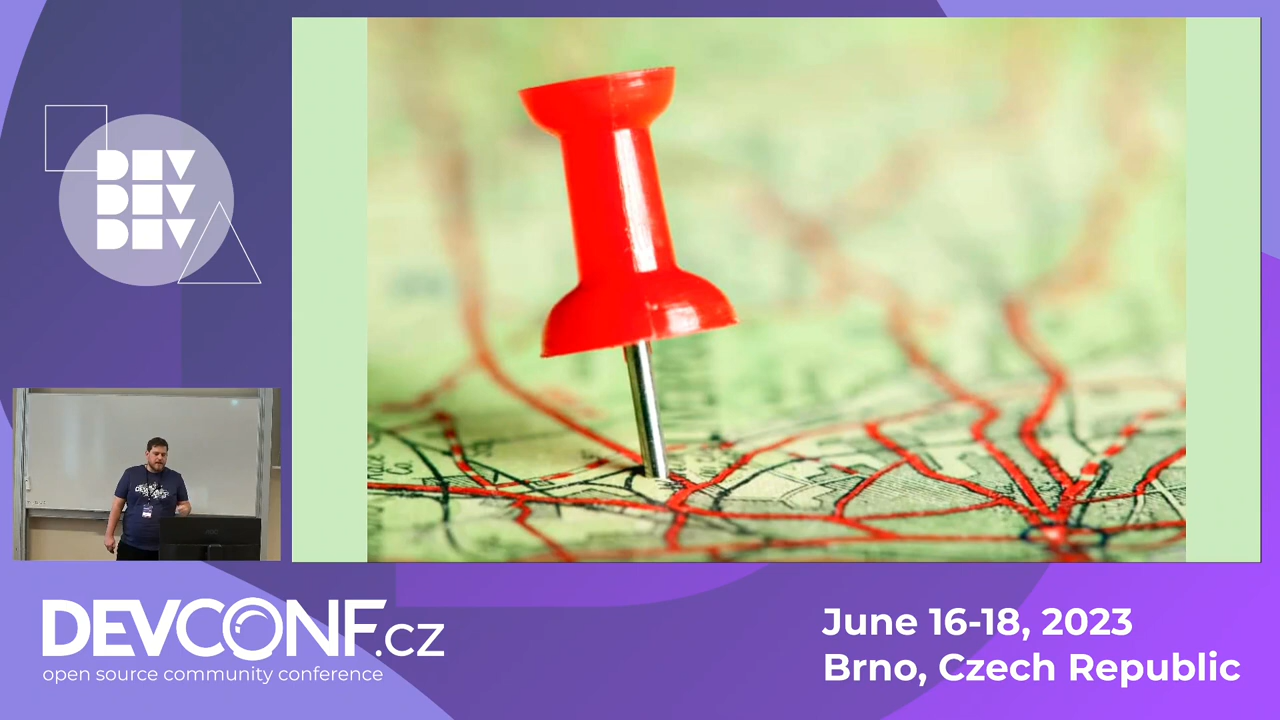 DEV
DEV
DEV
DEVCONF.cz
open source community conference
June 16-18, 2023
Brno, Czech Republic